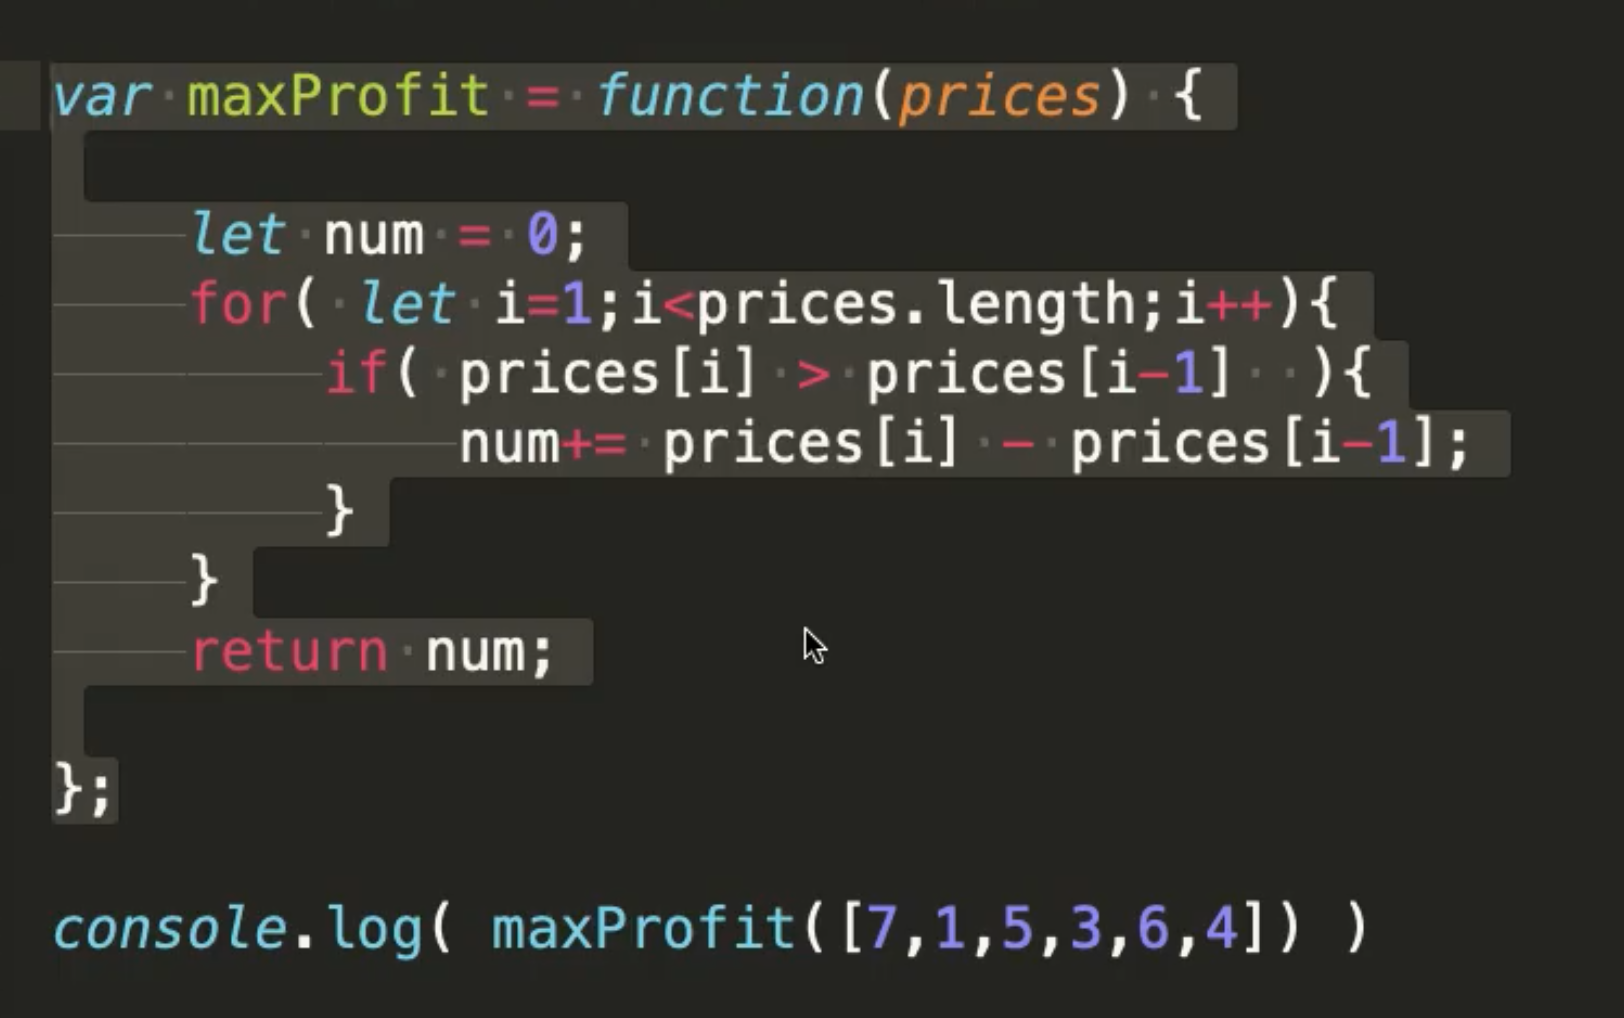 var maxProfit = function(prices) {
let num = 0;
for( let i=1;i<prices.length;i++){
if( prices[i] > prices[i-1]  ){
num+= prices[i] - prices[i-1];
}
}
return num;
};
console.log( maxProfit([7,1,5,3,6,4]) )